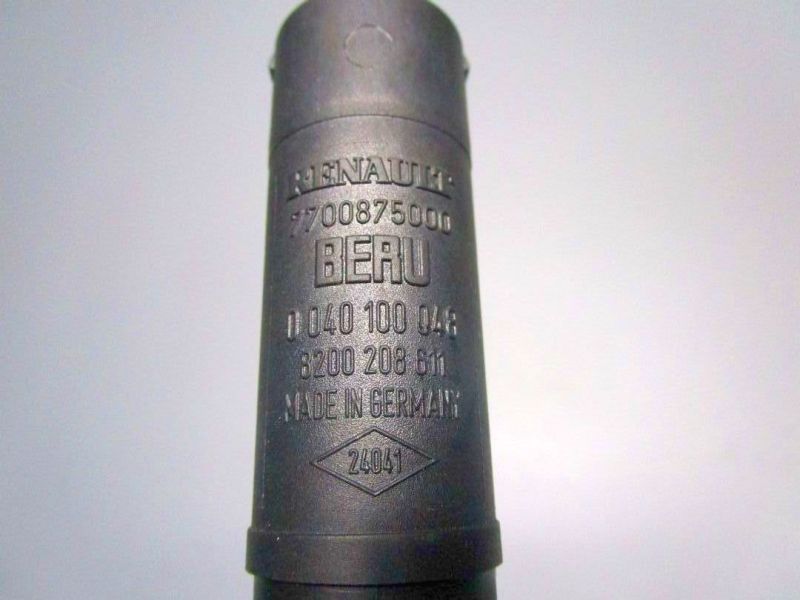 RENAULT
7700875000
BERU
0 040 100 048
8200 208 611
MADE IN GERMANY
24041